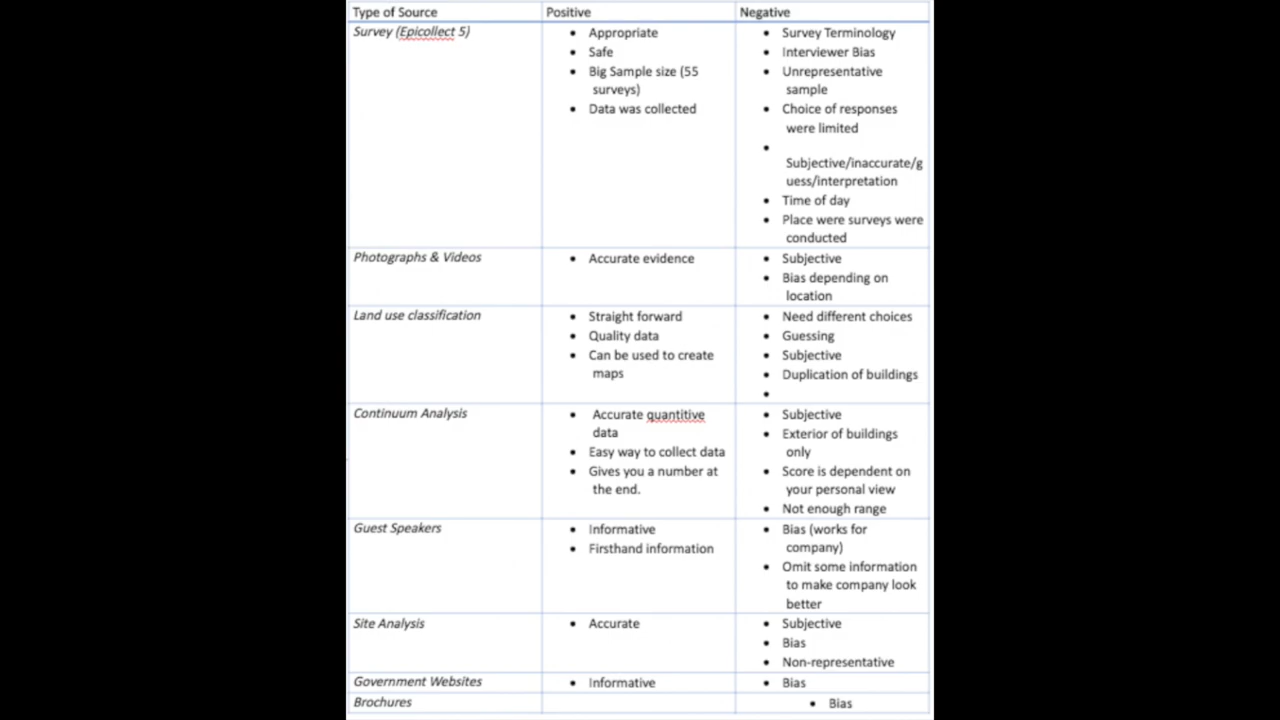 Type of Source Positive Negative
Survey (Epicollect 5)
• Appropriate
• Safe
• Big Sample size (55
surveys)
• Data was collected
• Survey Terminology
• Interviewer Bias
• Unrepresentative
sample
• Choice of responses
were limited
•
Subjective/inaccurate/g
uess/interpretation
• Time of day
• Place were surveys were
conducted
Photographs & Videos
• Accurate evidence
• Subjective
• Bias depending on
location
Land use classification
• Straight forward
• Quality data
• Can be used to create
maps
• Need different choices
• Guessing
• Subjective
• Duplication of buildings
•
Continuum Analysis
• Accurate quantitive
data
• Easy way to collect data
• Gives you a number at
the end.
• Subjective
• Exterior of buildings
only
• Score is dependent on
your personal view
• Not enough range
Guest Speakers
• Informative
• Firsthand information
• Bias (works for
company)
• Omit some information
to make company look
better
Site Analysis
• Accurate
• Subjective
• Bias
• Non-representative
Government Websites
• Informative
• Bias
Brochures
• Bias